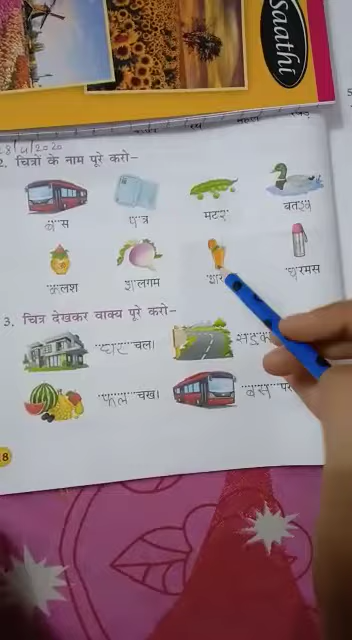 Saathi
2. चित्रों के नाम पूरे करो–
बस पत्र मटर बतख
कलश शलगम थरमस
3. चित्र देखकर वाक्य पूरे करो–
घर चल। सड़क
फल चख। बस पर
8